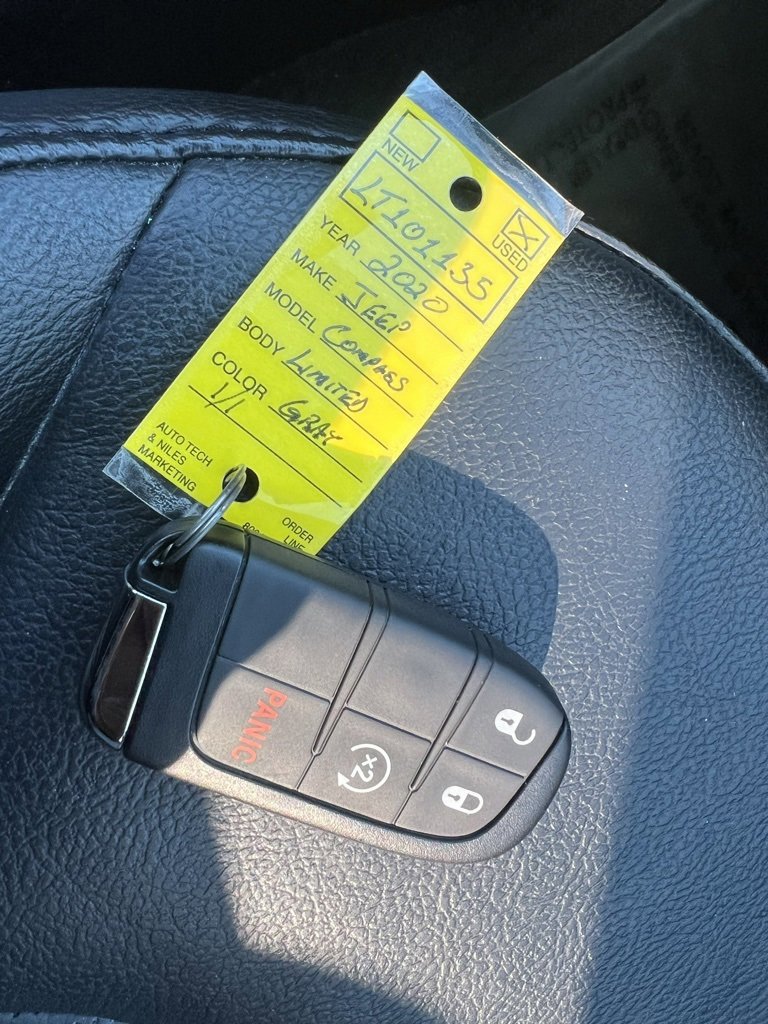 NEW
USED
LT101135
YEAR 2020
MAKE JEEP
MODEL COMPASS
BODY LIMITED
COLOR GRAY
1/1
AUTO TECH
& NILES
MARKETING
ORDER
LINE
PANIC
x2